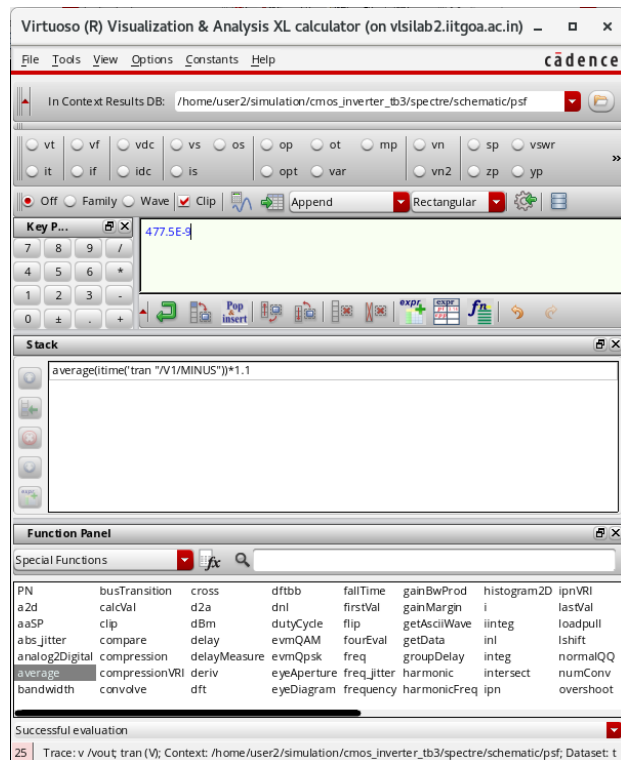 Virtuoso (R) Visualization & Analysis XL calculator (on vlsilab2.iitgoa.ac.in)
File Tools View Options Constants Help cādence
In Context Results DB: /home/user2/simulation/cmos_inverter_tb3/spectre/schematic/psf
vt vf vdc vs os op ot mp vn sp vswr
it if idc is opt var vn2 zp yp
»
Off Family Wave Clip Append Rectangular
Key P...
477.5E-9
7 8 9 /
4 5 6 *
1 2 3 -
0 ± . +
Pop insert expr expr fn
Stack
average(itime('tran "/V1/MINUS"))*1.1
expr
Function Panel
Special Functions fx
PN busTransition cross dftbb fallTime gainBwProd histogram2D ipnVRI
a2d calcVal d2a dnl firstVal gainMargin i lastVal
aaSP clip dBm dutyCycle flip getAsciiWave iinteg loadpull
abs_jitter compare delay evmQAM fourEval getData inl lshift
analog2Digital compression delayMeasure evmQpsk freq groupDelay integ normalQQ
average compressionVRI deriv eyeAperture freq_jitter harmonic intersect numConv
bandwidth convolve dft eyeDiagram frequency harmonicFreq ipn overshoot
Successful evaluation
25 Trace: v /vout; tran (V); Context: /home/user2/simulation/cmos_inverter_tb3/spectre/schematic/psf; Dataset: t